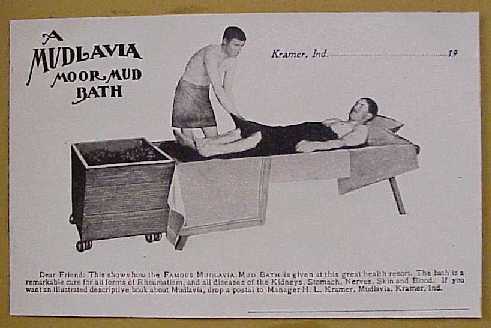 A
MUDLAVIA
MOOR MUD
BATH
Kramer, Ind. 19
Dear Friend: This shows how the FAMOUS MUDLAVIA MUD BATH is given at this great health resort. The bath is a
remarkable cure for all forms of Rheumatism, and all diseases of the Kidneys, Stomach, Nerves, Skin and Blood. If you
want an illustrated descriptive book about Mudlavia, drop a postal to Manager H. L. Kramer, Mudlavia, Kramer, Ind.